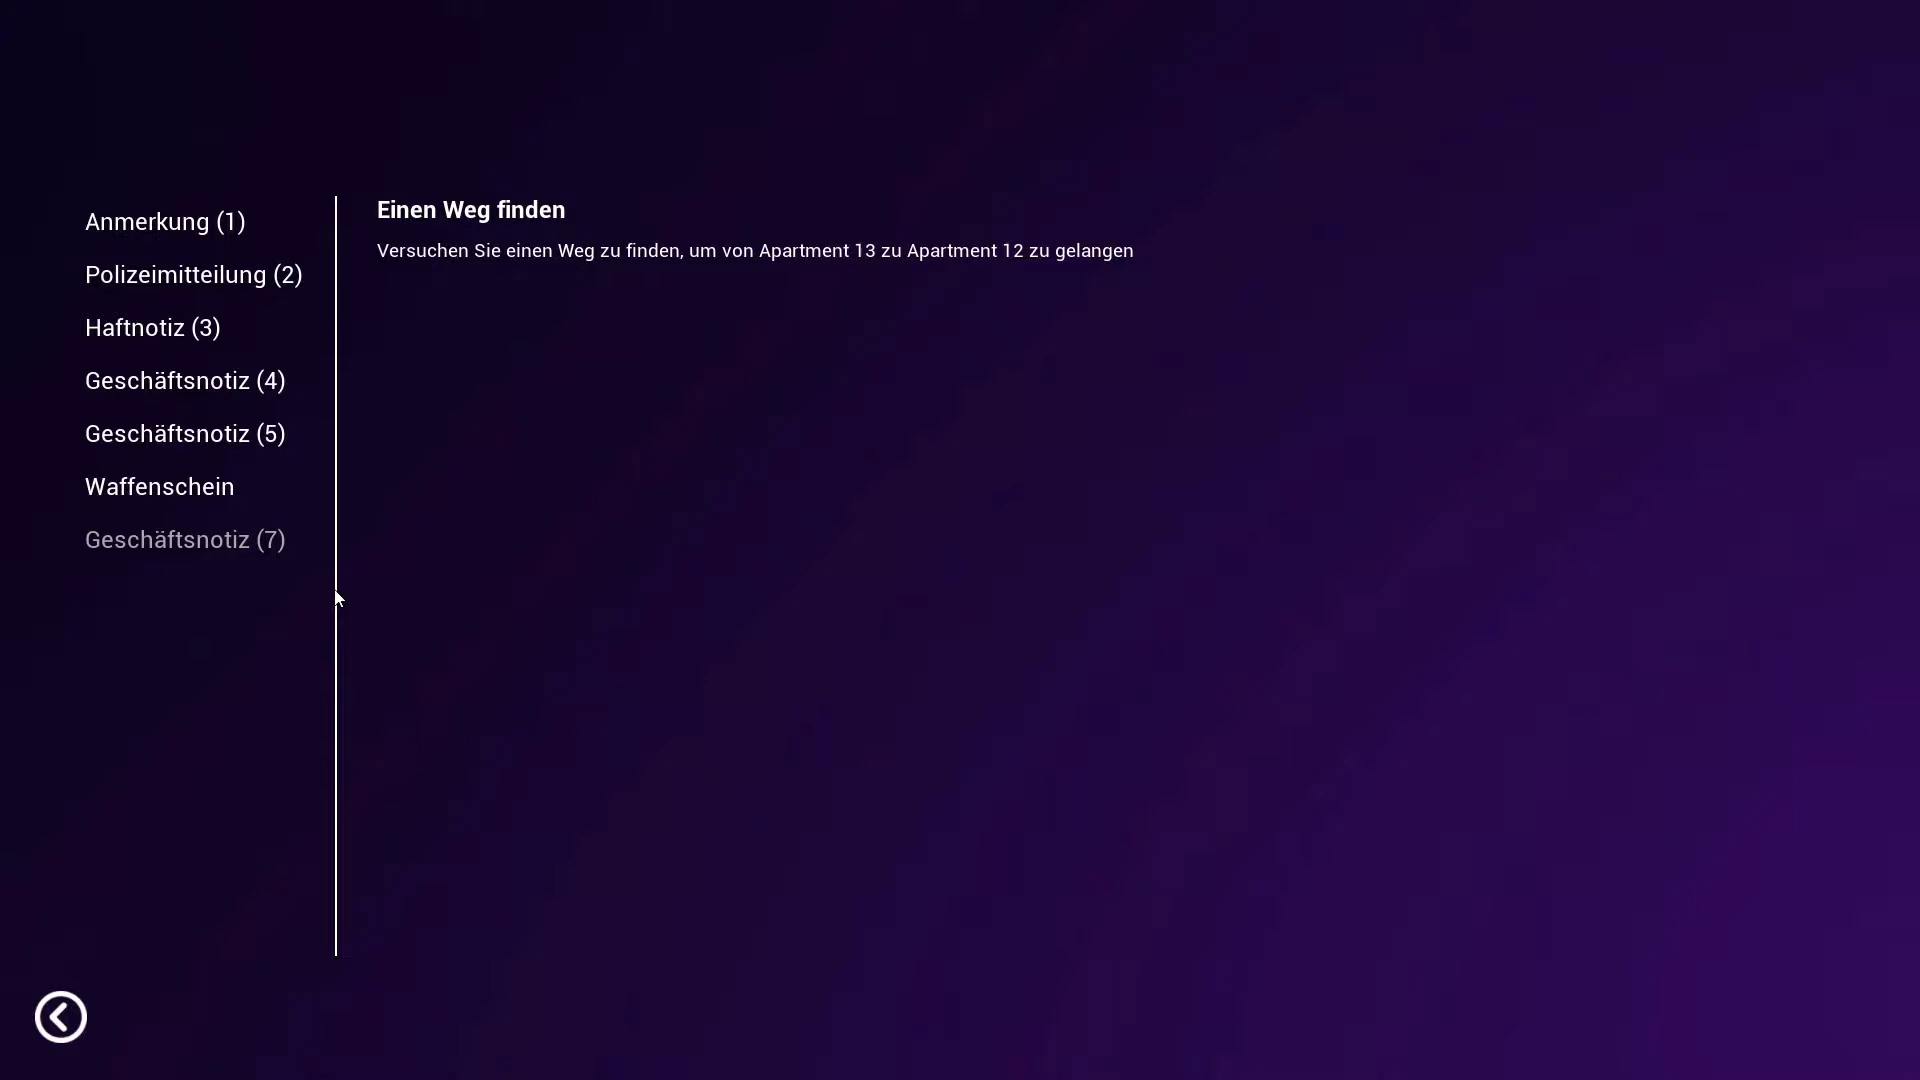 Anmerkung (1)
Polizeimitteilung (2)
Haftnotiz (3)
Geschäftsnotiz (4)
Geschäftsnotiz (5)
Waffenschein
Geschäftsnotiz (7)
Einen Weg finden
Versuchen Sie einen Weg zu finden, um von Apartment 13 zu Apartment 12 zu gelangen